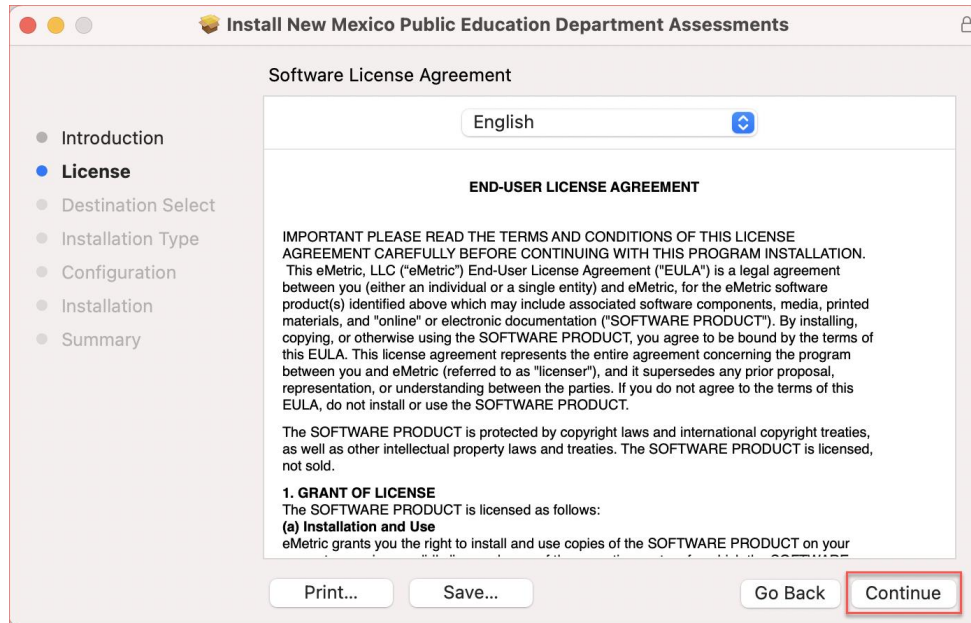 Install New Mexico Public Education Department Assessments
Software License Agreement
Introduction
License
Destination Select
Installation Type
Configuration
Installation
Summary
English
END-USER LICENSE AGREEMENT
IMPORTANT PLEASE READ THE TERMS AND CONDITIONS OF THIS LICENSE
AGREEMENT CAREFULLY BEFORE CONTINUING WITH THIS PROGRAM INSTALLATION.
This eMetric, LLC (“eMetric”) End-User License Agreement ("EULA") is a legal agreement
between you (either an individual or a single entity) and eMetric, for the eMetric software
product(s) identified above which may include associated software components, media, printed
materials, and "online" or electronic documentation ("SOFTWARE PRODUCT"). By installing,
copying, or otherwise using the SOFTWARE PRODUCT, you agree to be bound by the terms of
this EULA. This license agreement represents the entire agreement concerning the program
between you and eMetric (referred to as "licenser"), and it supersedes any prior proposal,
representation, or understanding between the parties. If you do not agree to the terms of this
EULA, do not install or use the SOFTWARE PRODUCT.
The SOFTWARE PRODUCT is protected by copyright laws and international copyright treaties,
as well as other intellectual property laws and treaties. The SOFTWARE PRODUCT is licensed,
not sold.
1. GRANT OF LICENSE
The SOFTWARE PRODUCT is licensed as follows:
(a) Installation and Use
eMetric grants you the right to install and use copies of the SOFTWARE PRODUCT on your
Print...
Save...
Go Back
Continue